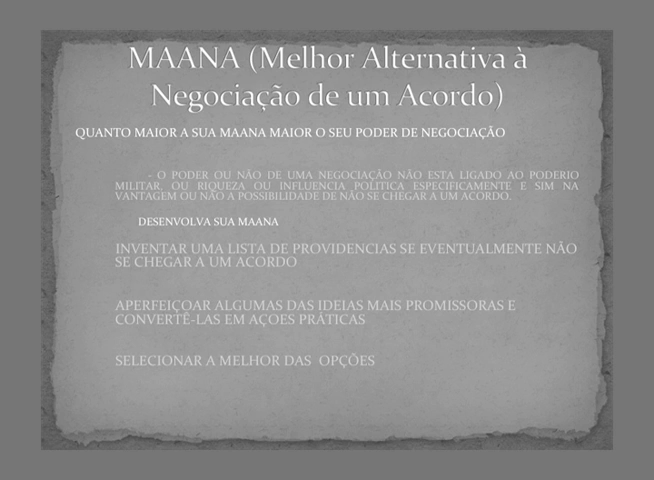 MAANA (Melhor Alternativa à
Negociação de um Acordo)
QUANTO MAIOR A SUA MAANA MAIOR O SEU PODER DE NEGOCIAÇÃO
- O PODER OU NÃO DE UMA NEGOCIAÇÃO NÃO ESTA LIGADO AO PODERIO
MILITAR, OU RIQUEZA OU INFLUENCIA POLÍTICA ESPECIFICAMENTE E SIM NA
VANTAGEM OU NÃO A POSSIBILIDADE DE NÃO SE CHEGAR A UM ACORDO.
DESENVOLVA SUA MAANA
INVENTAR UMA LISTA DE PROVIDENCIAS SE EVENTUALMENTE NÃO
SE CHEGAR A UM ACORDO
APERFEIÇOAR ALGUMAS DAS IDEIAS MAIS PROMISSORAS E
CONVERTÊ-LAS EM AÇOES PRÁTICAS
SELECIONAR A MELHOR DAS  OPÇÕES